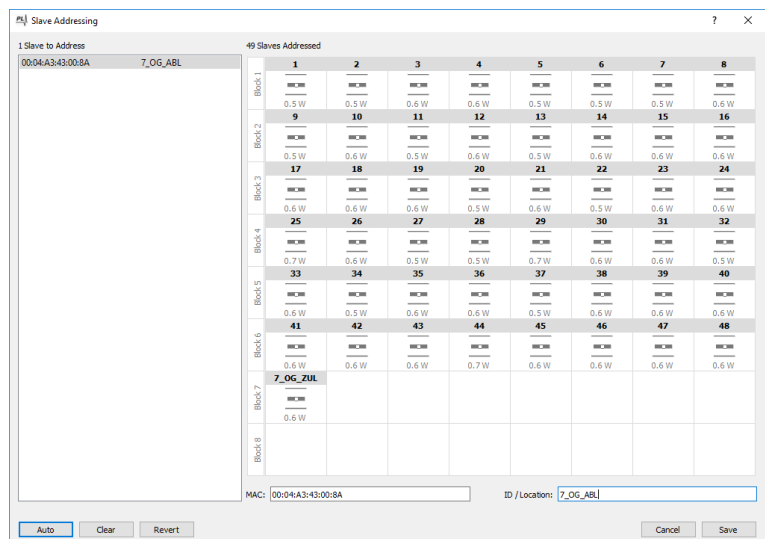 Slave Addressing
1 Slave to Address
49 Slaves Addressed
00:04:A3:43:00:8A 7_OG_ABL
Block 1
1 2 3 4 5 6 7 8
0.5 W 0.5 W 0.6 W 0.6 W 0.5 W 0.5 W 0.5 W 0.6 W
Block 2
9 10 11 12 13 14 15 16
0.5 W 0.6 W 0.5 W 0.6 W 0.5 W 0.6 W 0.6 W 0.6 W
Block 3
17 18 19 20 21 22 23 24
0.6 W 0.6 W 0.6 W 0.5 W 0.6 W 0.5 W 0.6 W 0.6 W
Block 4
25 26 27 28 29 30 31 32
0.7 W 0.6 W 0.5 W 0.5 W 0.7 W 0.6 W 0.6 W 0.5 W
Block 5
33 34 35 36 37 38 39 40
0.6 W 0.5 W 0.6 W 0.6 W 0.5 W 0.6 W 0.6 W 0.6 W
Block 6
41 42 43 44 45 46 47 48
0.6 W 0.6 W 0.6 W 0.7 W 0.6 W 0.6 W 0.6 W 0.6 W
Block 7
7_OG_ZUL
0.6 W
Block 8
MAC: 00:04:A3:43:00:8A ID / Location: 7_OG_ABL
Auto Clear Revert Cancel Save